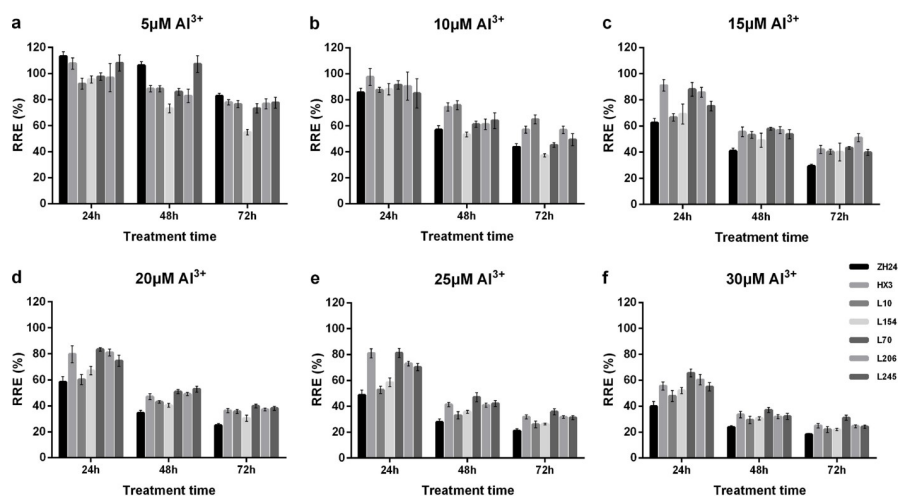 a 5μM Al³⁺
RRE (%)
120
100
80
60
40
20
0
24h 48h 72h
Treatment time
b 10μM Al³⁺
RRE (%)
120
100
80
60
40
20
0
24h 48h 72h
Treatment time
c 15μM Al³⁺
RRE (%)
120
100
80
60
40
20
0
24h 48h 72h
Treatment time
d 20μM Al³⁺
RRE (%)
120
100
80
60
40
20
0
24h 48h 72h
Treatment time
e 25μM Al³⁺
RRE (%)
120
100
80
60
40
20
0
24h 48h 72h
Treatment time
f 30μM Al³⁺
RRE (%)
120
100
80
60
40
20
0
24h 48h 72h
Treatment time
ZH24
HX3
L10
L154
L70
L206
L245